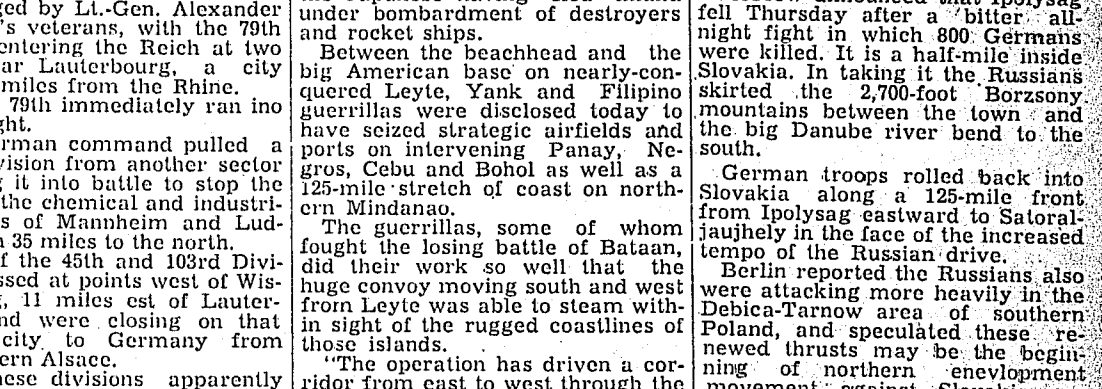 ged by Lt.-Gen. Alexander
's veterans, with the 79th
entering the Reich at two
ar Lauterbourg, a city
miles from the Rhine.
79th immediately ran ino
ght.
rman command pulled a
vision from another sector
g it into battle to stop the
the chemical and industri-
s of Mannheim and Lud-
n 35 miles to the north.
f the 45th and 103rd Divi-
ssed at points west of Wis-
g, 11 miles est of Lauter-
nd were closing on that
city to Germany from
ern Alsace.
hese divisions apparently
under bombardment of destroyers
and rocket ships.
Between the beachhead and the
big American base on nearly-con-
quered Leyte, Yank and Filipino
guerrillas were disclosed today to
have seized strategic airfields and
ports on intervening Panay, Ne-
gros, Cebu and Bohol as well as a
125-mile stretch of coast on north-
ern Mindanao.
The guerrillas, some of whom
fought the losing battle of Bataan,
did their work so well that the
huge convoy moving south and west
from Leyte was able to steam with-
in sight of the rugged coastlines of
those islands.
"The operation has driven a cor-
ridor from east to west through the
announced that Ipolysag
fell Thursday after a bitter all-
night fight in which 800 Germans
were killed. It is a half-mile inside
Slovakia. In taking it the Russians
skirted the 2,700-foot Borzsony
mountains between the town and
the big Danube river bend to the
south.
German troops rolled back into
Slovakia along a 125-mile front
from Ipolysag eastward to Satoral-
jaujhely in the face of the increased
tempo of the Russian drive.
Berlin reported the Russians also
were attacking more heavily in the
Debica-Tarnow area of southern
Poland, and speculated these re-
newed thrusts may be the begin-
ning of northern enevlopment
movement against